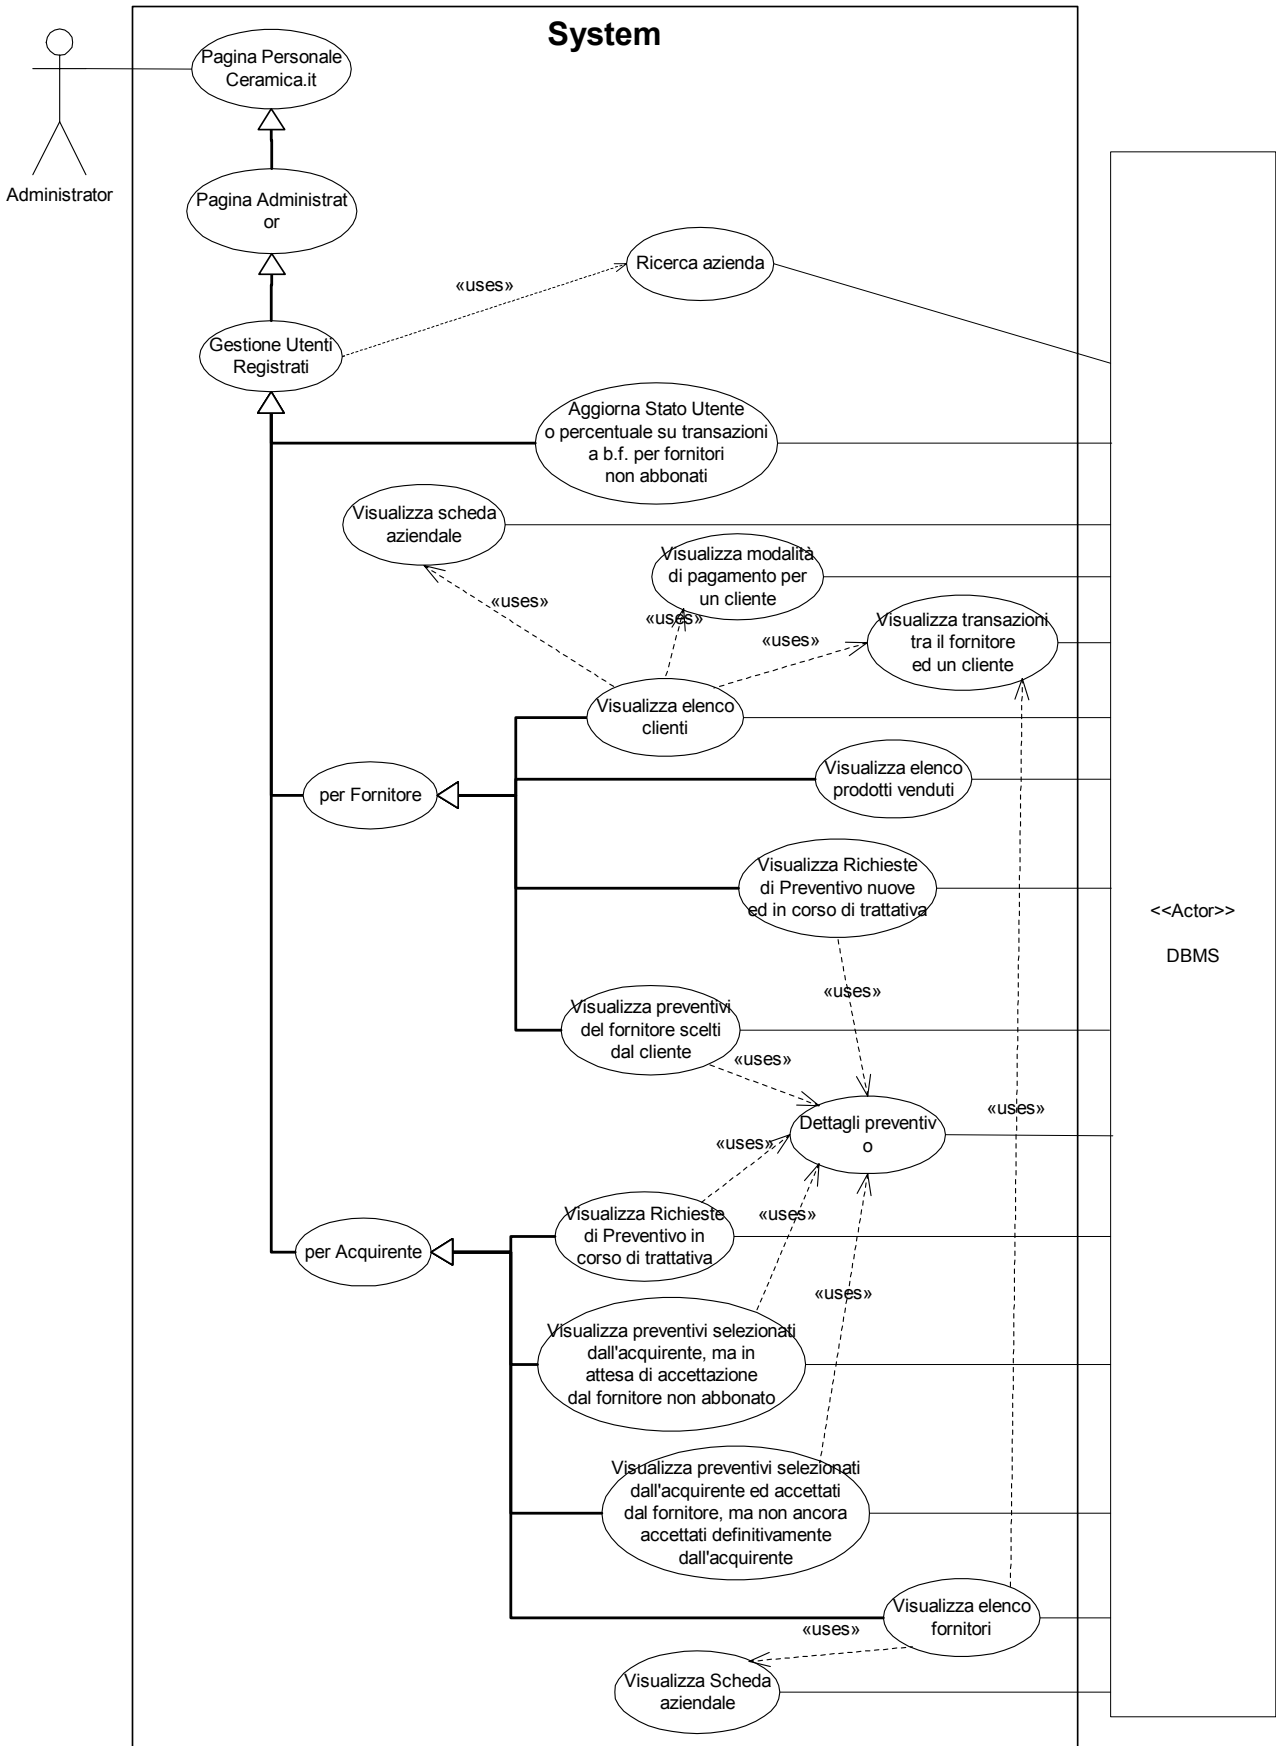 System
Pagina Personale
Ceramica.it
Administrator
Pagina Administrat
or
Ricerca azienda
«uses»
Gestione Utenti
Registrati
Aggiorna Stato Utente
o percentuale su transazioni
a b.f. per fornitori
non abbonati
Visualizza scheda
aziendale
Visualizza modalità
di pagamento per
un cliente
«uses»
«uses»
«uses»
Visualizza transazioni
tra il fornitore
ed un cliente
Visualizza elenco
clienti
Visualizza elenco
prodotti venduti
per Fornitore
Visualizza Richieste
di Preventivo nuove
ed in corso di trattativa
<<Actor>>
DBMS
«uses»
Visualizza preventivi
del fornitore scelti
dal cliente
«uses»
Dettagli preventiv
o
«uses»
«uses»
Visualizza Richieste
di Preventivo in
corso di trattativa
«uses»
per Acquirente
«uses»
Visualizza preventivi selezionati
dall'acquirente, ma in
attesa di accettazione
dal fornitore non abbonato
Visualizza preventivi selezionati
dall'acquirente ed accettati
dal fornitore, ma non ancora
accettati definitivamente
dall'acquirente
Visualizza elenco
fornitori
«uses»
Visualizza Scheda
aziendale